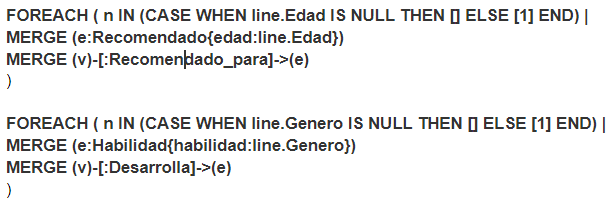 FOREACH ( n IN (CASE WHEN line.Edad IS NULL THEN [] ELSE [1] END) |
MERGE (e:Recomendado{edad:line.Edad})
MERGE (v)-[:Recomendado_para]->(e)
)
FOREACH ( n IN (CASE WHEN line.Genero IS NULL THEN [] ELSE [1] END) |
MERGE (e:Habilidad{habilidad:line.Genero})
MERGE (v)-[:Desarrolla]->(e)
)